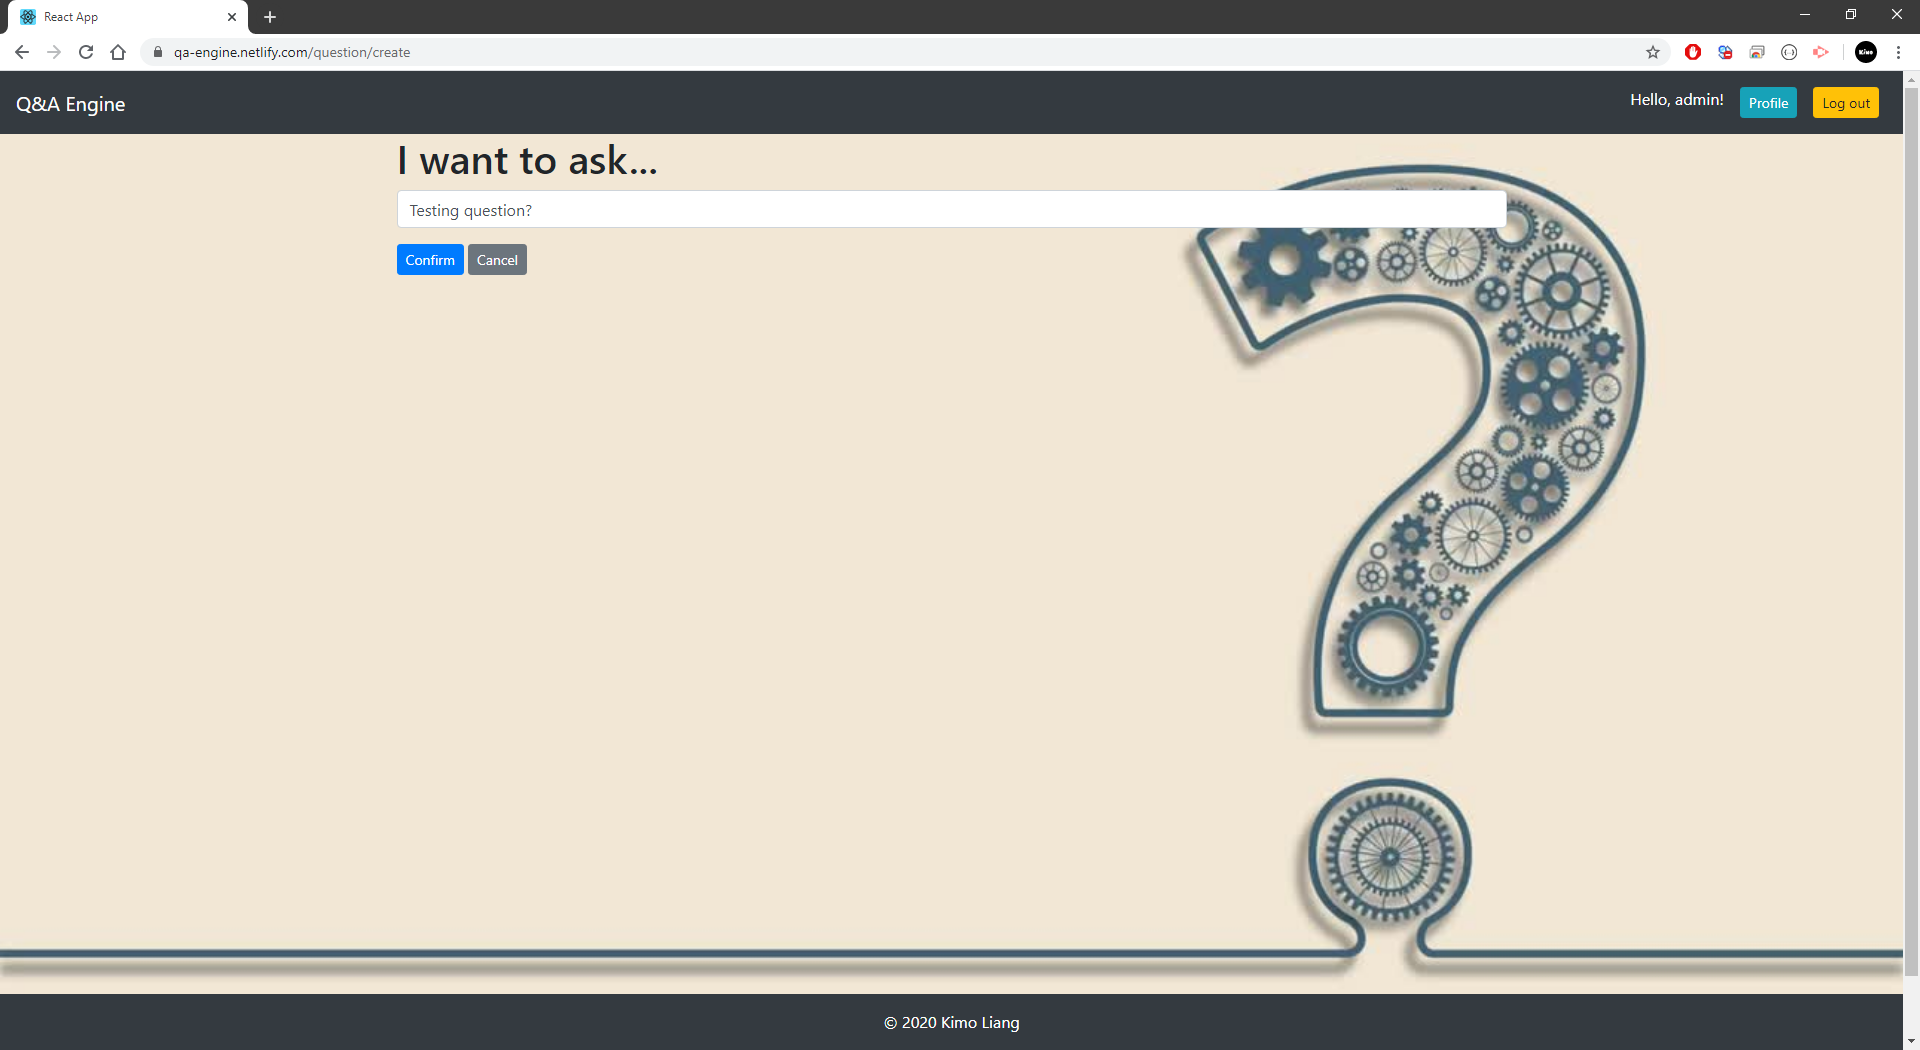 React App
qa-engine.netlify.com/question/create
Q&A Engine
Hello, admin!
Profile
Log out
I want to ask...
Testing question?
Confirm
Cancel
© 2020 Kimo Liang